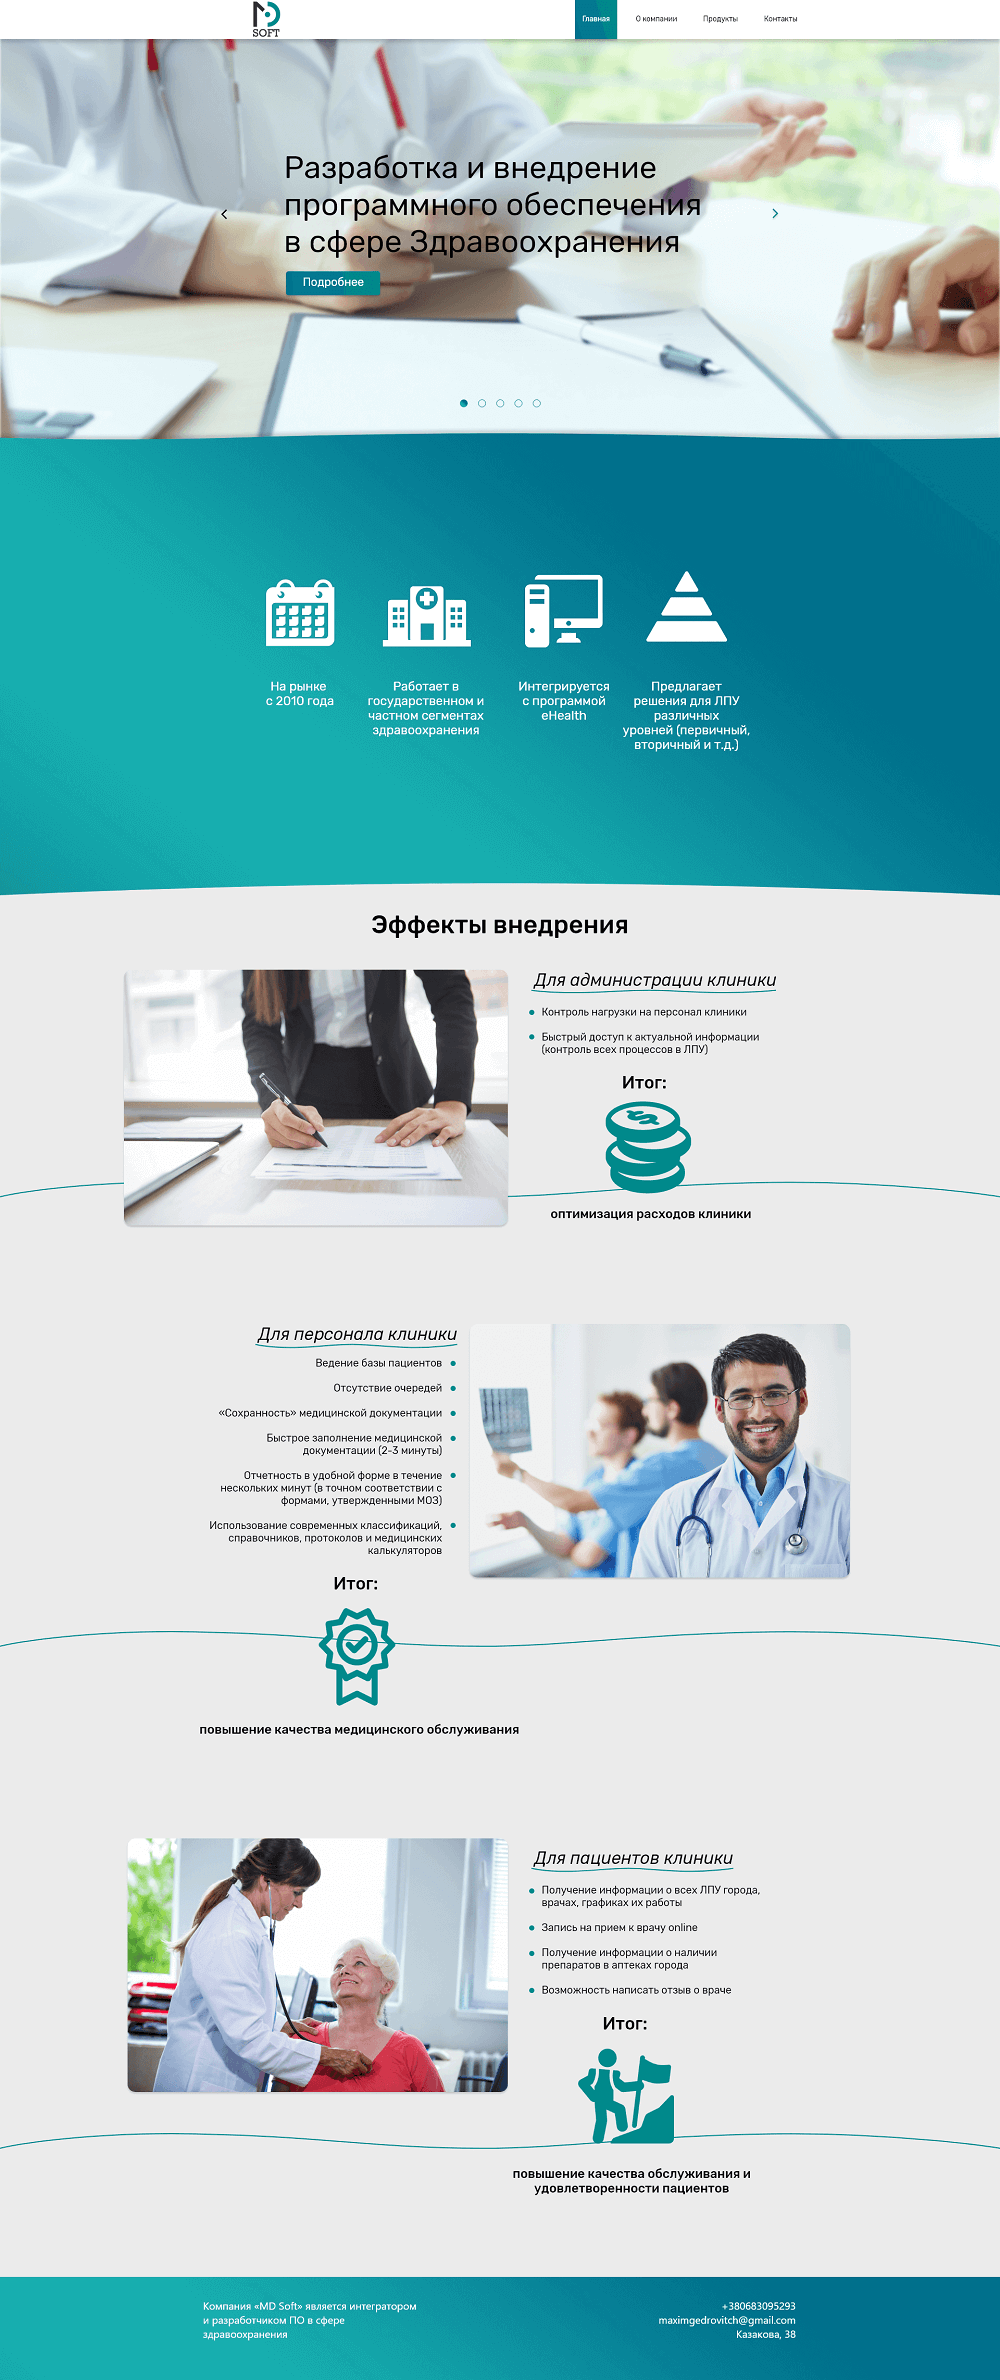 MD
SOFT
Главная
О компании
Продукты
Контакты
Разработка и внедрение
программного обеспечения
в сфере Здравоохранения
Подробнее
На рынке
с 2010 года
Работает в
государственном и
частном сегментах
здравоохранения
Интегрируется
с программой
eHealth
Предлагает
решения для ЛПУ
различных
уровней (первичный,
вторичный и т.д.)
Эффекты внедрения
Для администрации клиники
Контроль нагрузки на персонал клиники
Быстрый доступ к актуальной информации
(контроль всех процессов в ЛПУ)
Итог:
оптимизация расходов клиники
Для персонала клиники
Ведение базы пациентов
Отсутствие очередей
«Сохранность» медицинской документации
Быстрое заполнение медицинской
документации (2-3 минуты)
Отчетность в удобной форме в течение
нескольких минут (в точном соответствии с
формами, утвержденными МОЗ)
Использование современных классификаций,
справочников, протоколов и медицинских
калькуляторов
Итог:
повышение качества медицинского обслуживания
Для пациентов клиники
Получение информации о всех ЛПУ города,
врачах, графиках их работы
Запись на прием к врачу online
Получение информации о наличии
препаратов в аптеках города
Возможность написать отзыв о враче
Итог:
повышение качества обслуживания и
удовлетворенности пациентов
Компания «MD Soft» является интегратором
и разработчиком ПО в сфере
здравоохранения
+380683095293
maximgedrovitch@gmail.com
Казакова, 38